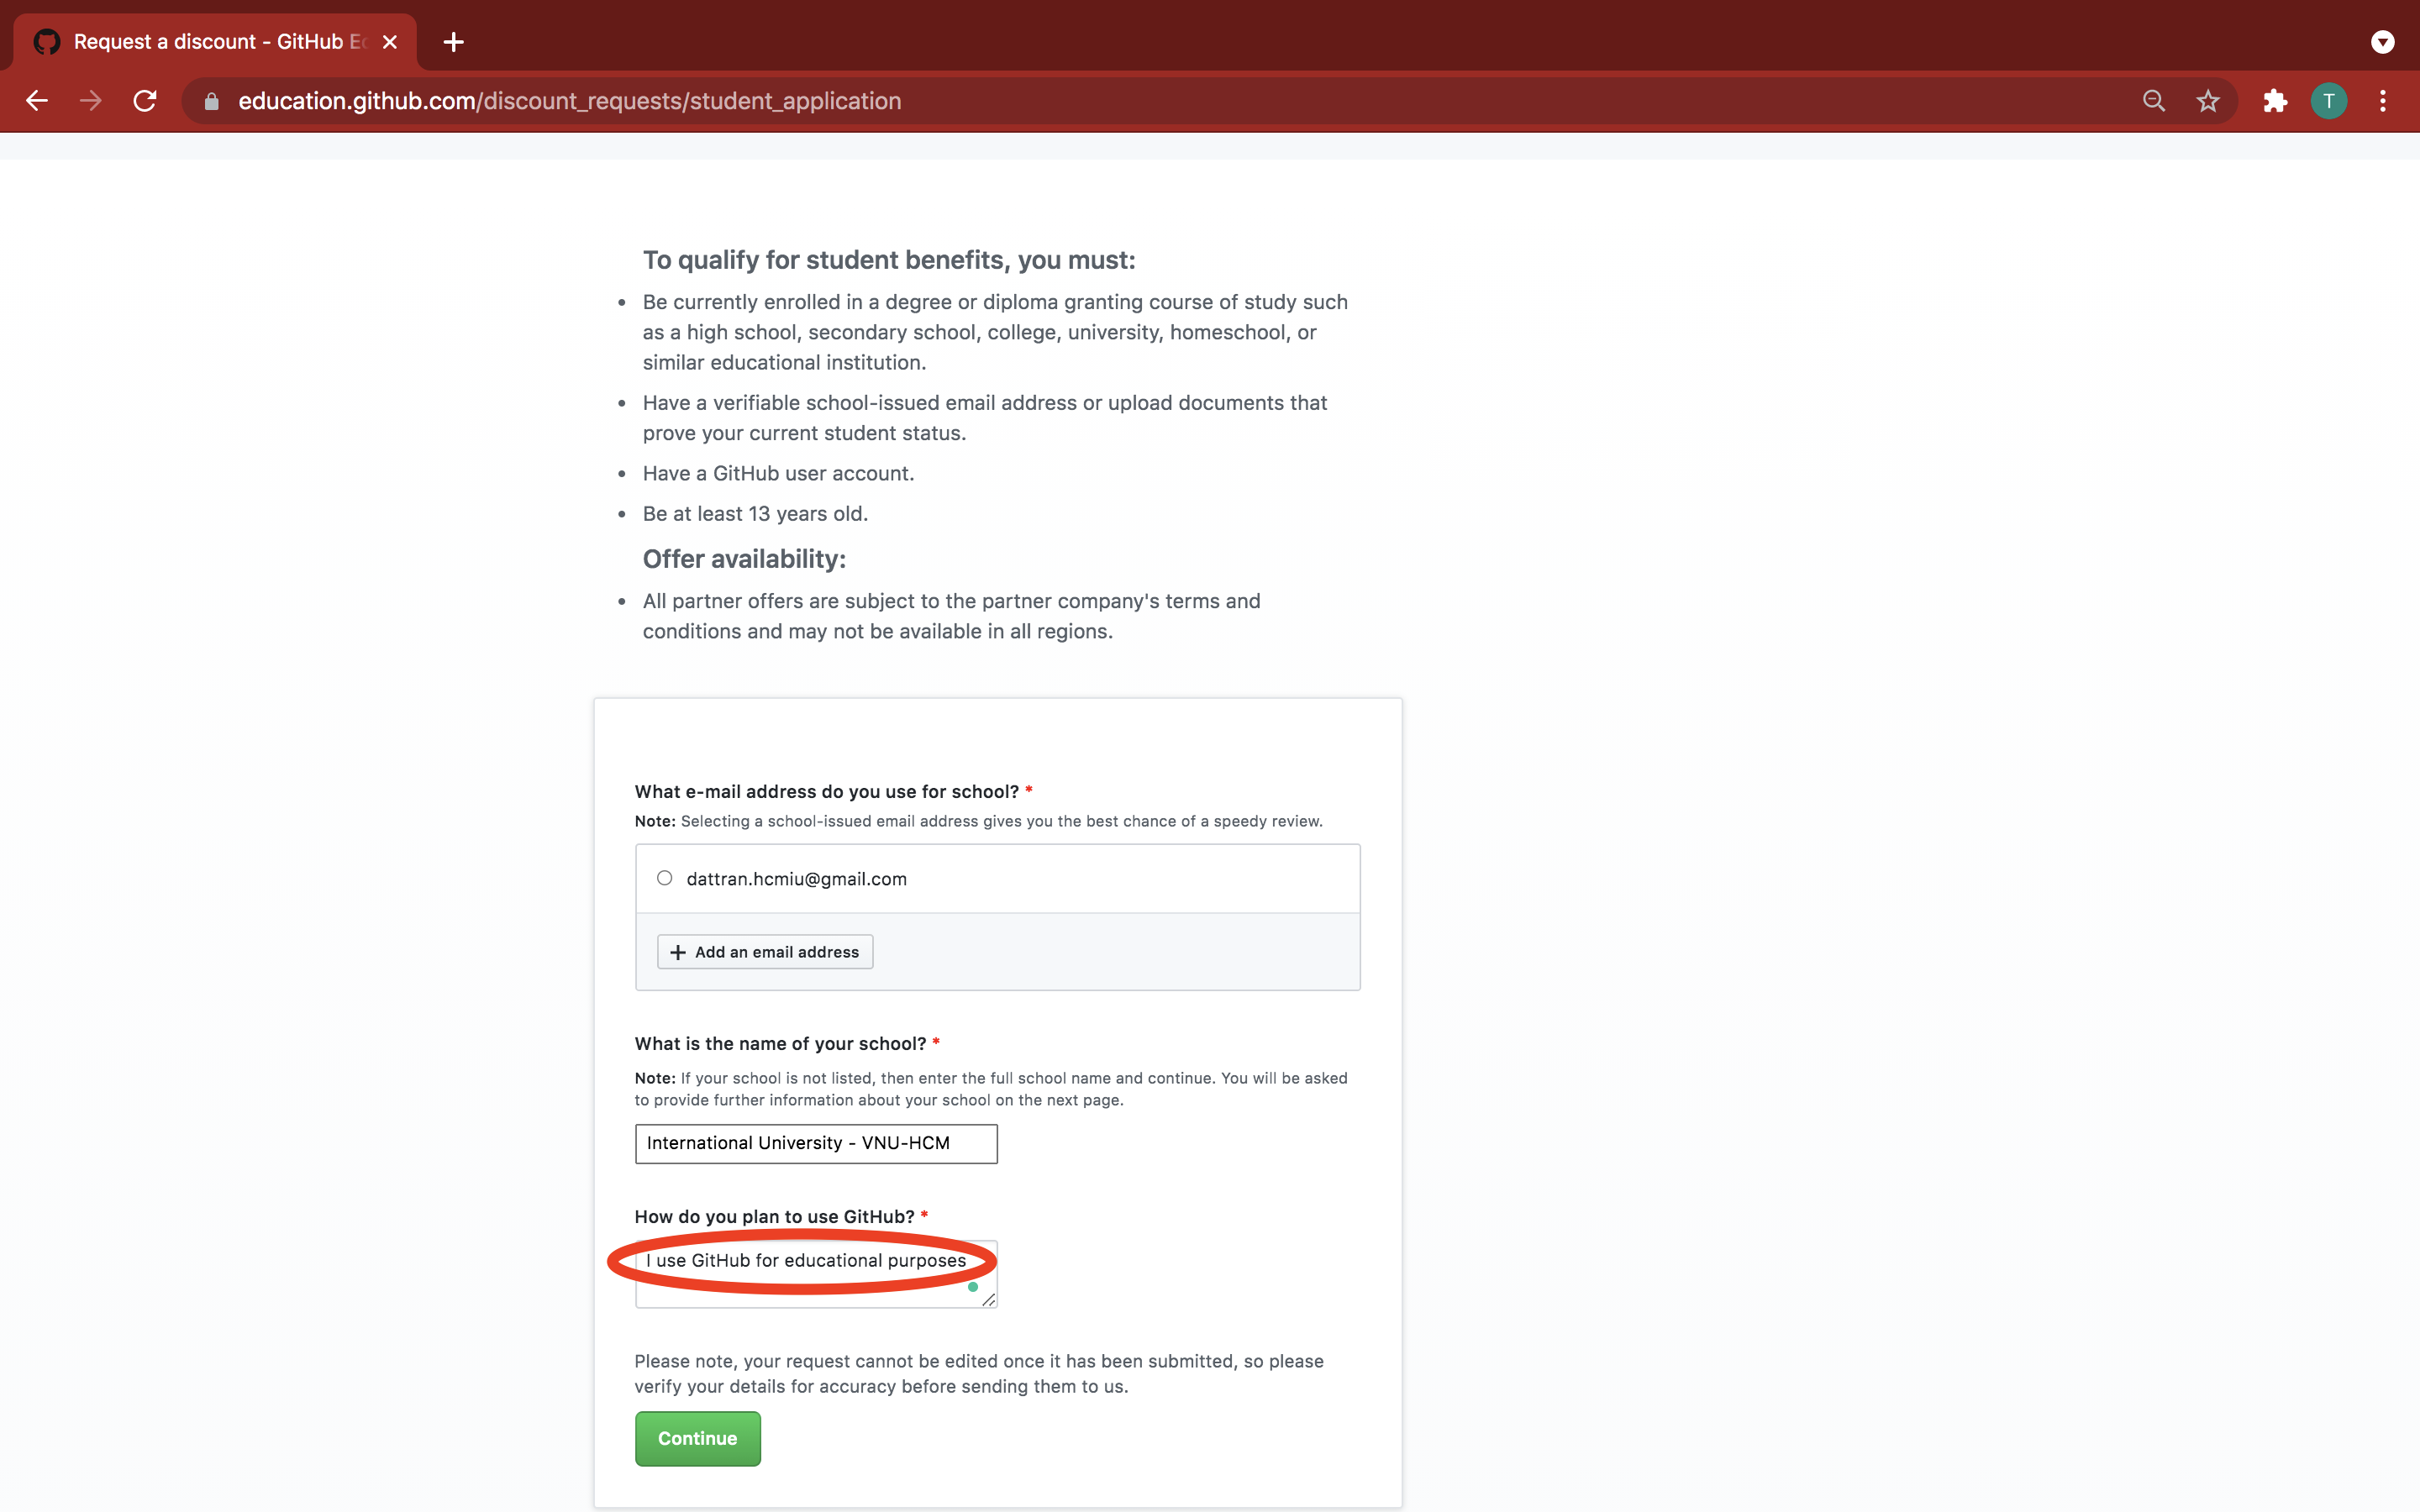 Request a discount - GitHub Ec
education.github.com/discount_requests/student_application
T
To qualify for student benefits, you must:
• Be currently enrolled in a degree or diploma granting course of study such
as a high school, secondary school, college, university, homeschool, or
similar educational institution.
• Have a verifiable school-issued email address or upload documents that
prove your current student status.
• Have a GitHub user account.
• Be at least 13 years old.
Offer availability:
• All partner offers are subject to the partner company's terms and
conditions and may not be available in all regions.
What e-mail address do you use for school? *
Note: Selecting a school-issued email address gives you the best chance of a speedy review.
dattran.hcmiu@gmail.com
+ Add an email address
What is the name of your school? *
Note: If your school is not listed, then enter the full school name and continue. You will be asked
to provide further information about your school on the next page.
International University - VNU-HCM
How do you plan to use GitHub? *
I use GitHub for educational purposes
Please note, your request cannot be edited once it has been submitted, so please
verify your details for accuracy before sending them to us.
Continue